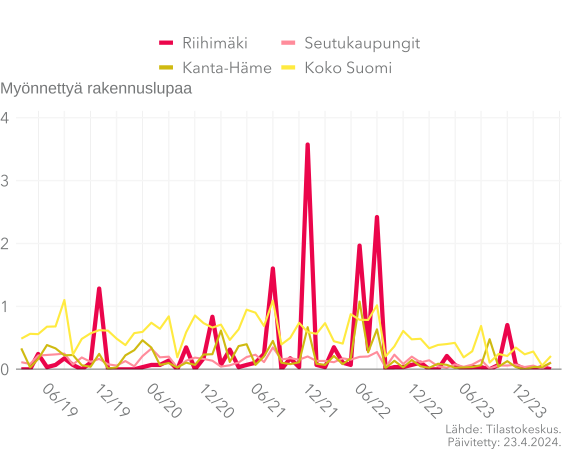 Riihimäki Seutukaupungit
Kanta-Häme Koko Suomi
Myönnettyä rakennuslupaa
4
3
2
1
0
06/19 12/19 06/20 12/20 06/21 12/21 06/22 12/22 06/23 12/23
Lähde: Tilastokeskus.
Päivitetty: 23.4.2024.